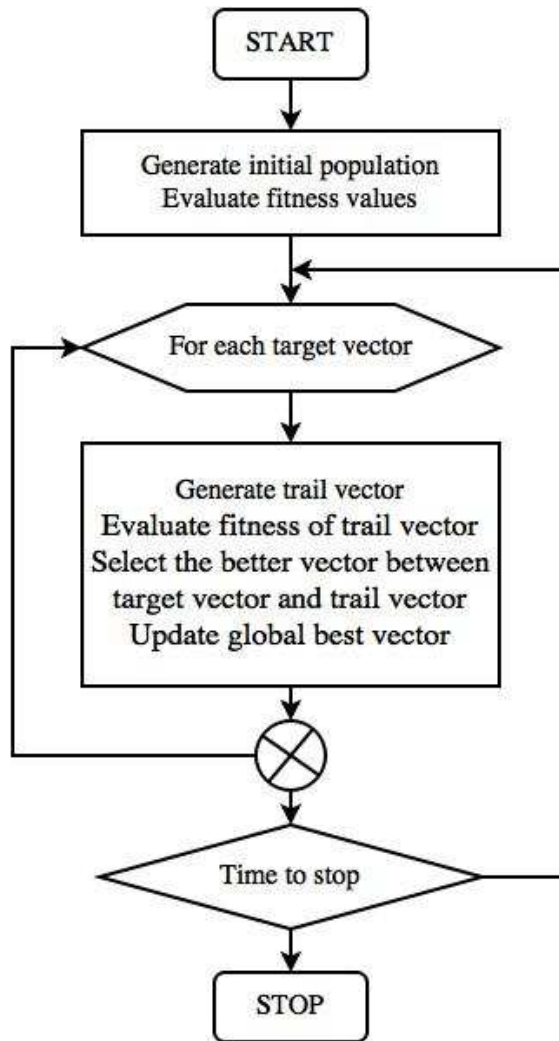 START
Generate initial population
Evaluate fitness values
For each target vector
Generate trail vector
Evaluate fitness of trail vector
Select the better vector between
target vector and trail vector
Update global best vector
Time to stop
STOP